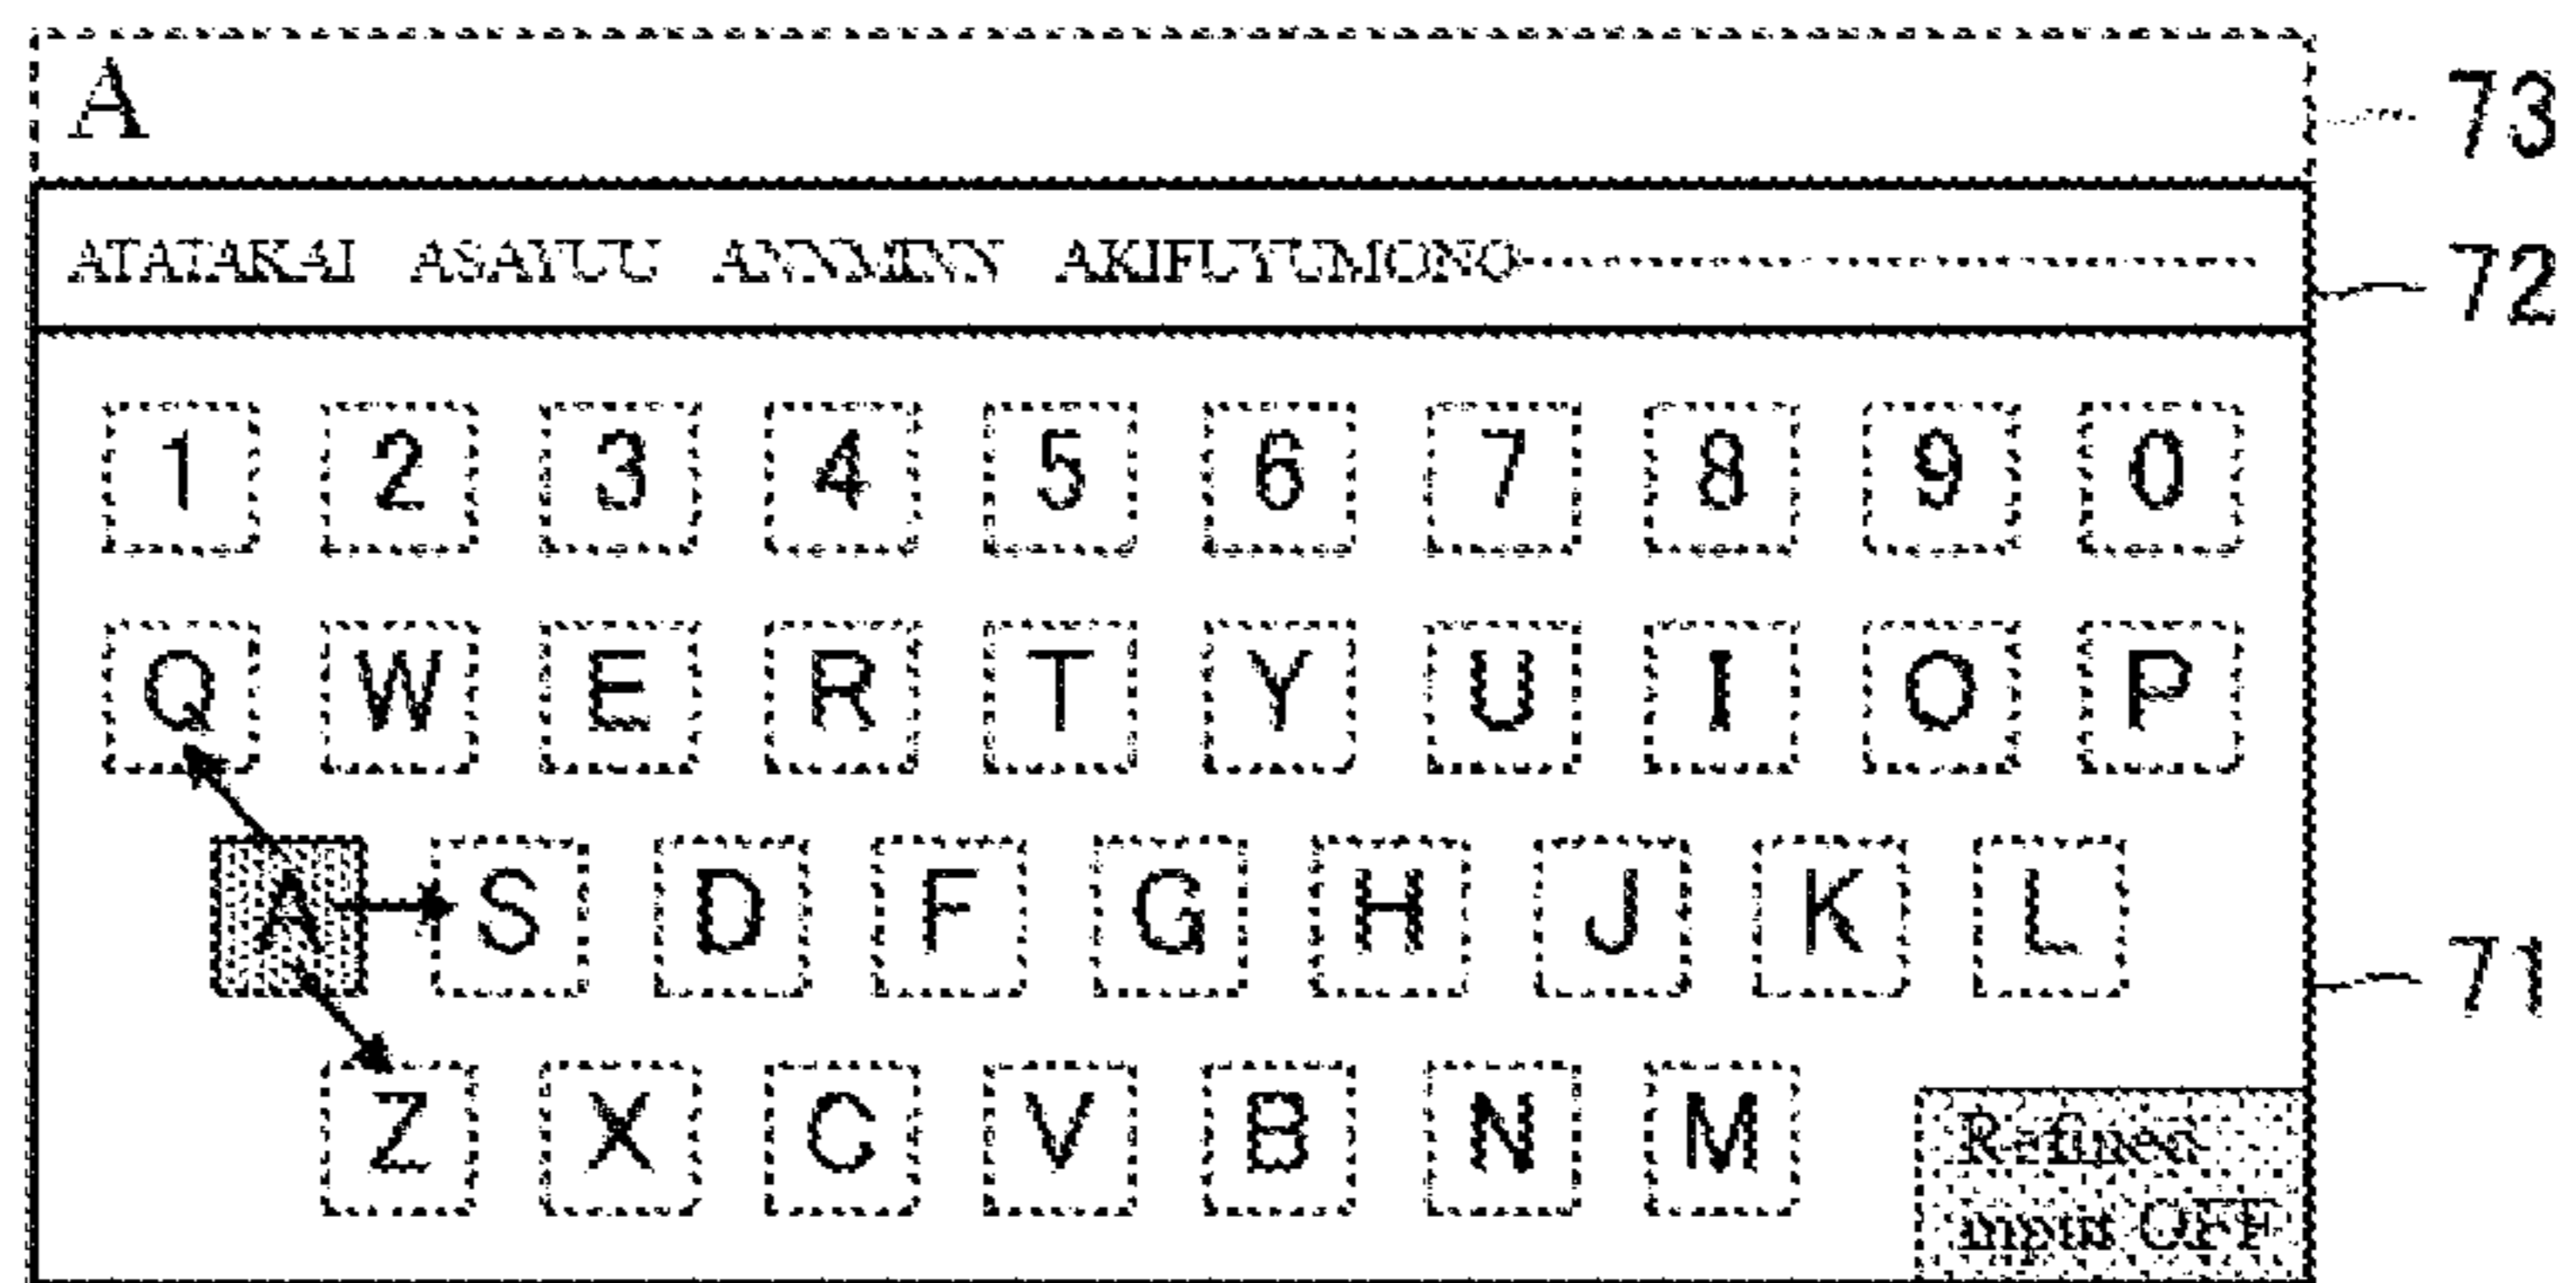 A 73
ATATAKAI ASAYUU ANNMINN AKIFUYUMONO 72
1 2 3 4 5 6 7 8 9 0
Q W E R T Y U I O P
A S D F G H J K L 71
Z X C V B N M
Refined
input OFF